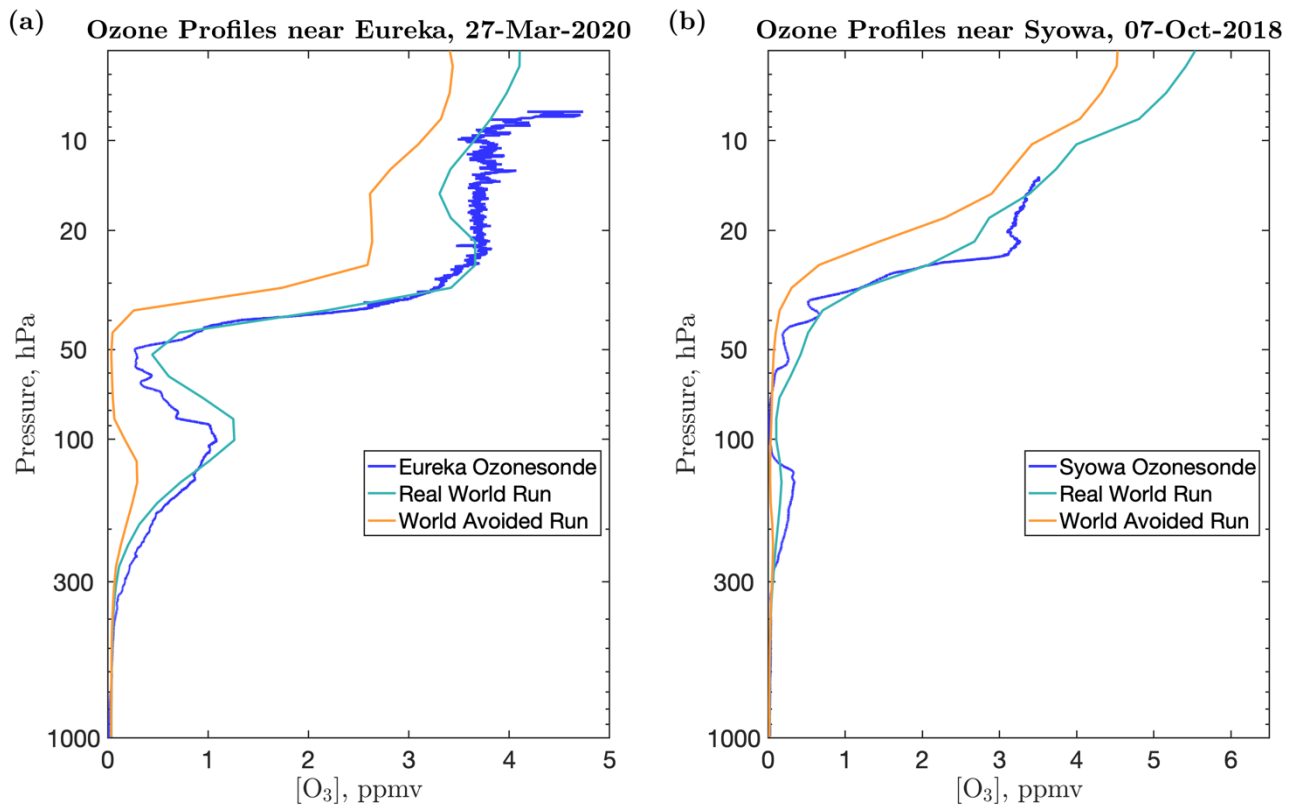 (a) Ozone Profiles near Eureka, 27-Mar-2020
Pressure, hPa
10
20
50
100
300
1000
Eureka Ozonesonde
Real World Run
World Avoided Run
0 1 2 3 4 5
[O₃], ppmv
(b) Ozone Profiles near Syowa, 07-Oct-2018
Pressure, hPa
10
20
50
100
300
1000
Syowa Ozonesonde
Real World Run
World Avoided Run
0 1 2 3 4 5 6
[O₃], ppmv